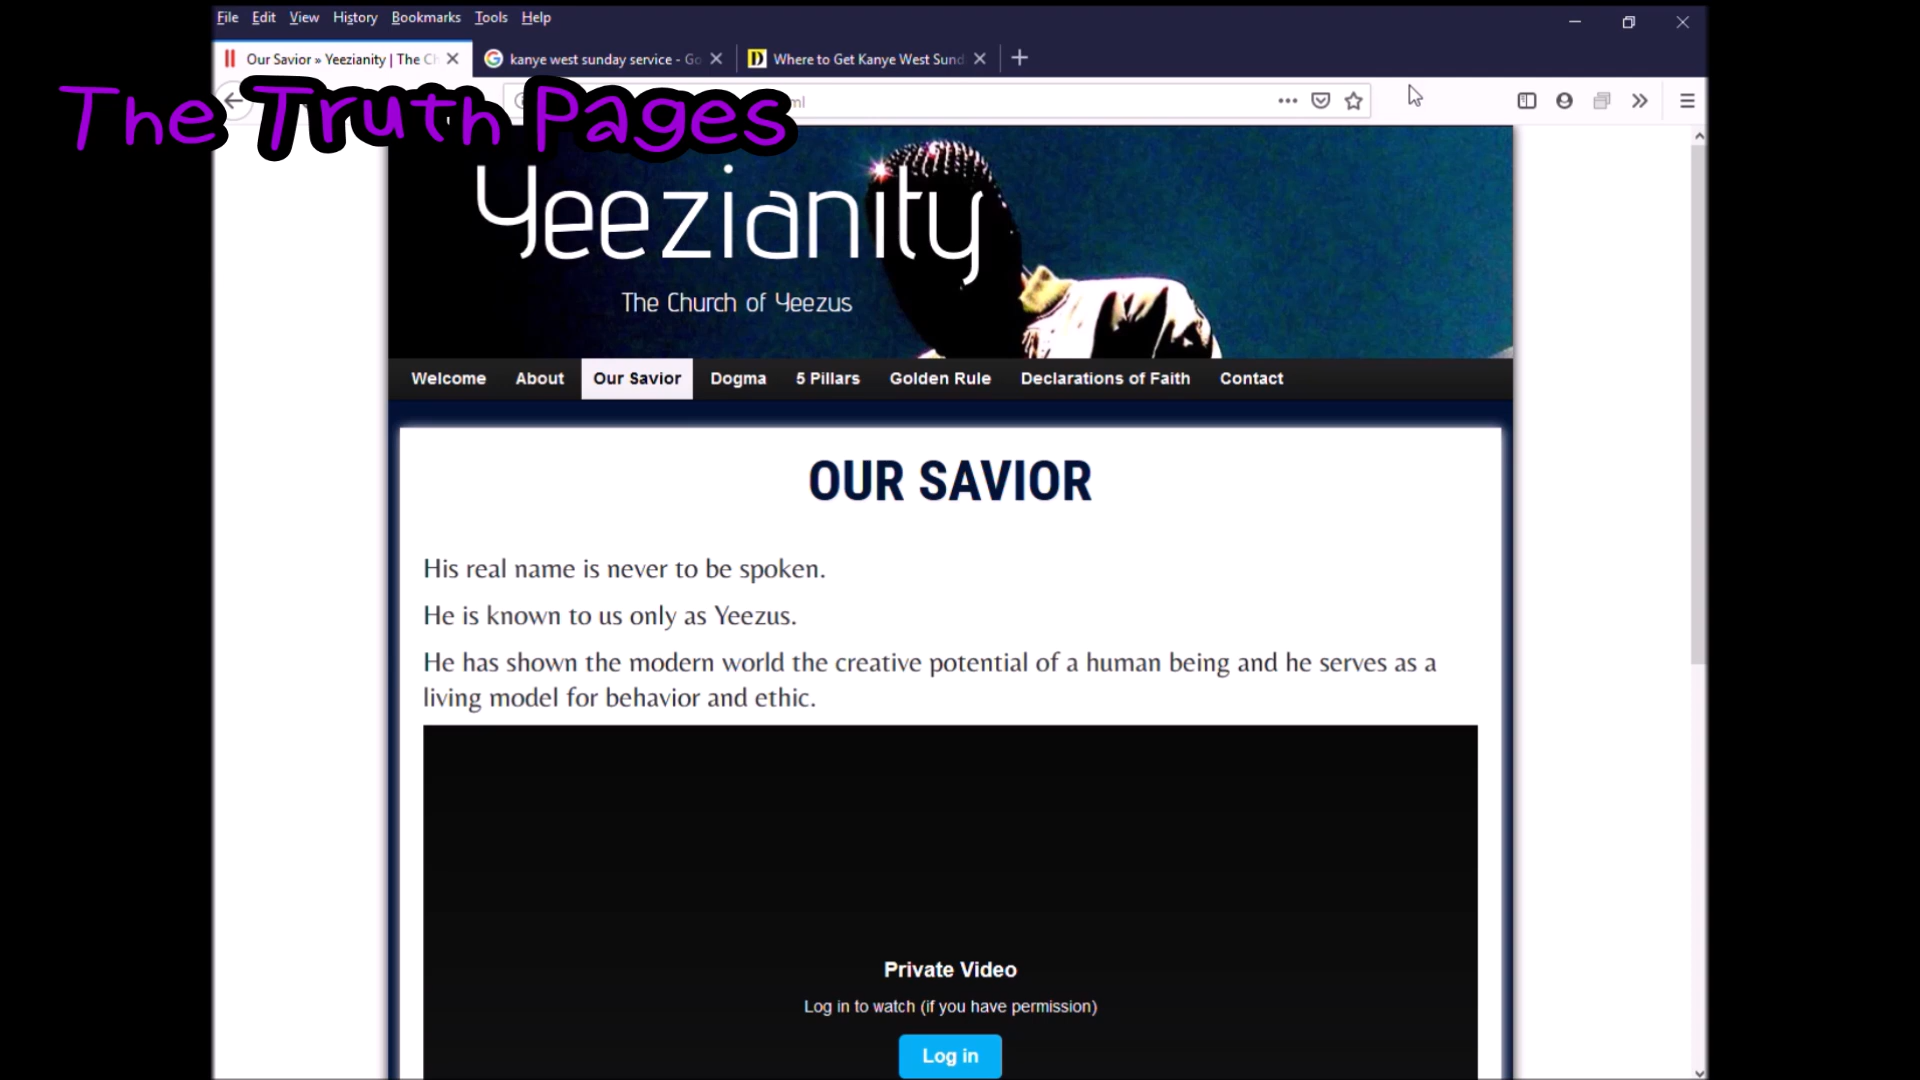 File Edit View History Bookmarks Tools Help
Our Savior » Yeezianity | The Ch
kanye west sunday service - Go
Where to Get Kanye West Sund
The Truth Pages
Yeezianity
The Church of Yeezus
Welcome About Our Savior Dogma 5 Pillars Golden Rule Declarations of Faith Contact
OUR SAVIOR
His real name is never to be spoken.
He is known to us only as Yeezus.
He has shown the modern world the creative potential of a human being and he serves as a
living model for behavior and ethic.
Private Video
Log in to watch (if you have permission)
Log in